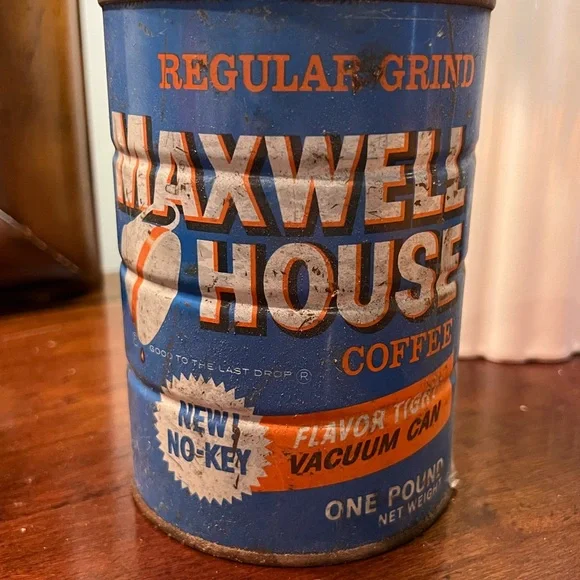 REGULAR GRIND
MAXWELL
HOUSE
GOOD TO THE LAST DROP ®
COFFEE
NEW!
NO-KEY
FLAVOR TIGHT
VACUUM CAN
ONE POUND
NET WEIGHT